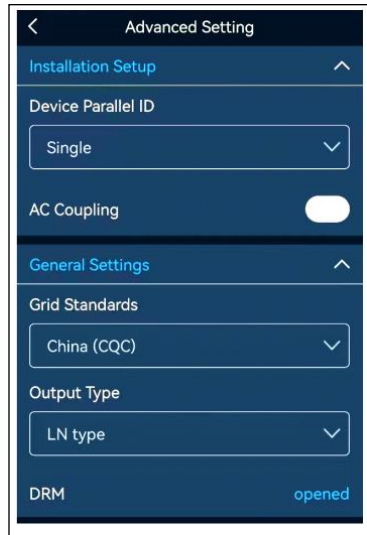 Advanced Setting
Installation Setup
Device Parallel ID
Single
AC Coupling
General Settings
Grid Standards
China (CQC)
Output Type
LN type
DRM opened